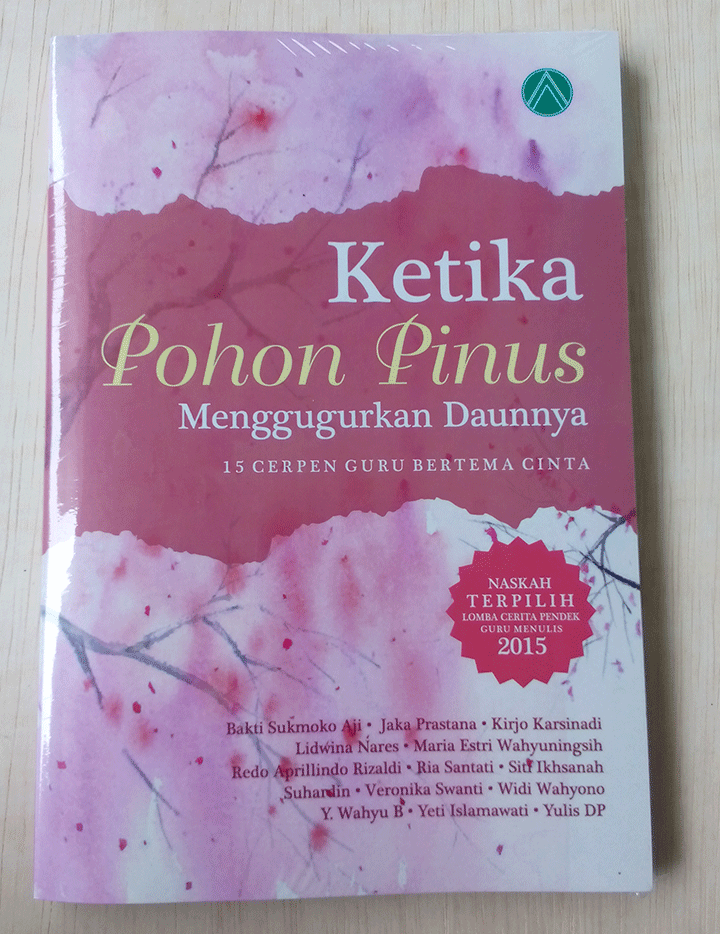 Ketika
Pohon Pinus
Menggugurkan Daunnya
15 CERPEN GURU BERTEMA CINTA
NASKAH
TERPILIH
LOMBA CERITA PENDEK
GURU MENULIS
2015
Bakti Sukmoko Aji • Jaka Prastana • Kirjo Karsinadi
Lidwina Nares • Maria Estri Wahyuningsih
Redo Aprillindo Rizaldi • Ria Santati • Siti Ikhsanah
Suhardin • Veronika Swanti • Widi Wahyono
Y. Wahyu B • Yeti Islamawati • Yulis DP